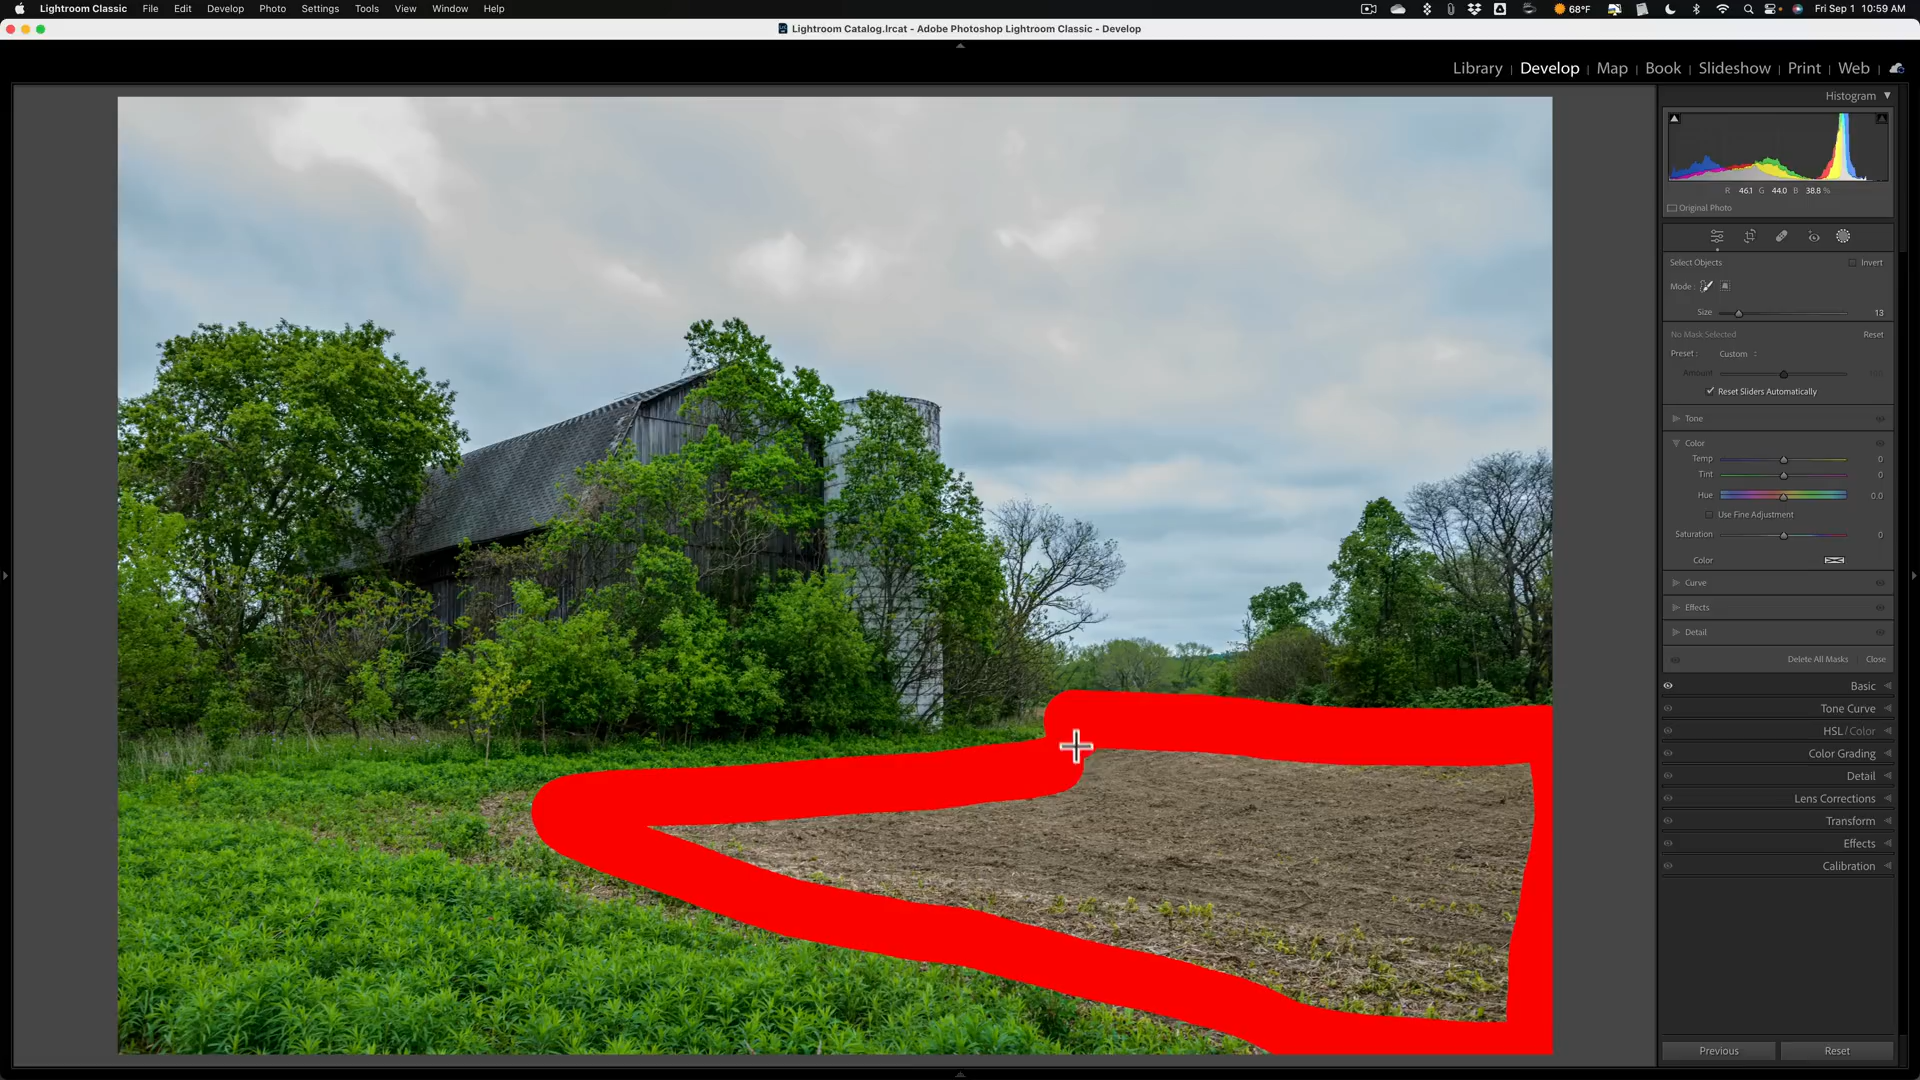 Lightroom Classic File Edit Develop Photo Settings Tools View Window Help 68°F Fri Sep 1 10:59 AM
Lightroom Catalog.lrcat - Adobe Photoshop Lightroom Classic - Develop
Library | Develop | Map | Book | Slideshow | Print | Web
Histogram
R 46.1 G 44.0 B 38.8 %
Original Photo
Select Objects Invert
Mode :
Size 13
No Mask Selected Reset
Preset : Custom
Amount
Reset Sliders Automatically
Tone
Color
Temp 0
Tint 0
Hue 0.0
Use Fine Adjustment
Saturation 0
Color
Curve
Effects
Detail
Delete All Masks Close
Basic
Tone Curve
HSL / Color
Color Grading
Detail
Lens Corrections
Transform
Effects
Calibration
Previous Reset